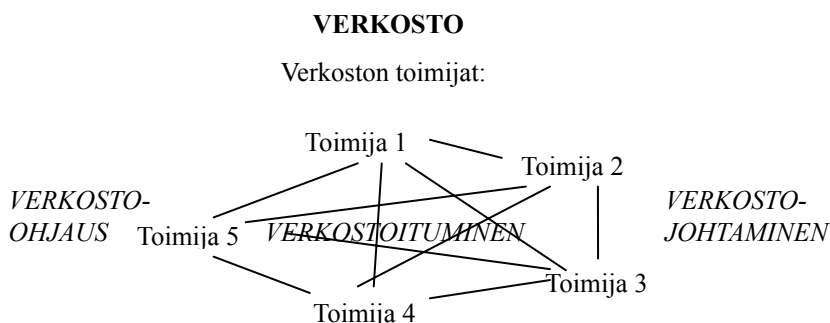 VERKOSTO
Verkoston toimijat:
Toimija 1
Toimija 2
VERKOSTO-
OHJAUS
Toimija 5
VERKOSTOITUMINEN
VERKOSTO-
JOHTAMINEN
Toimija 3
Toimija 4